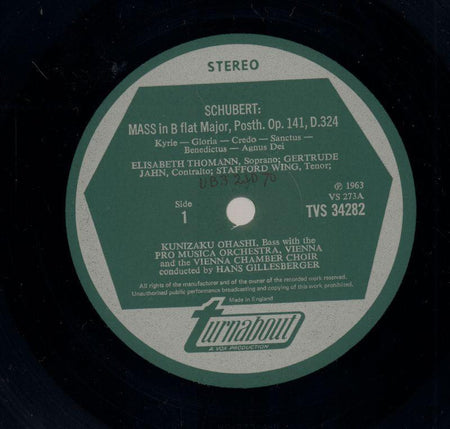 STEREO
SCHUBERT:
MASS in B flat Major, Posth. Op. 141, D.324
Kyrie — Gloria — Credo — Sanctus —
Benedictus — Agnus Dei
ELISABETH THOMANN, Soprano; GERTRUDE
JAHN, Contralto; STAFFORD WING, Tenor;
Side
1
℗ 1963
VS 273A
TVS 34282
KUNIZAKU OHASHI, Bass with the
PRO MUSICA ORCHESTRA, VIENNA
and the VIENNA CHAMBER CHOIR
conducted by HANS GILLESBERGER
All rights of the manufacturer and of the owner of the recorded work reserved.
Unauthorised public performance broadcasting and copying of this work prohibited.
Made in England
turnabout
A VOX PRODUCTION